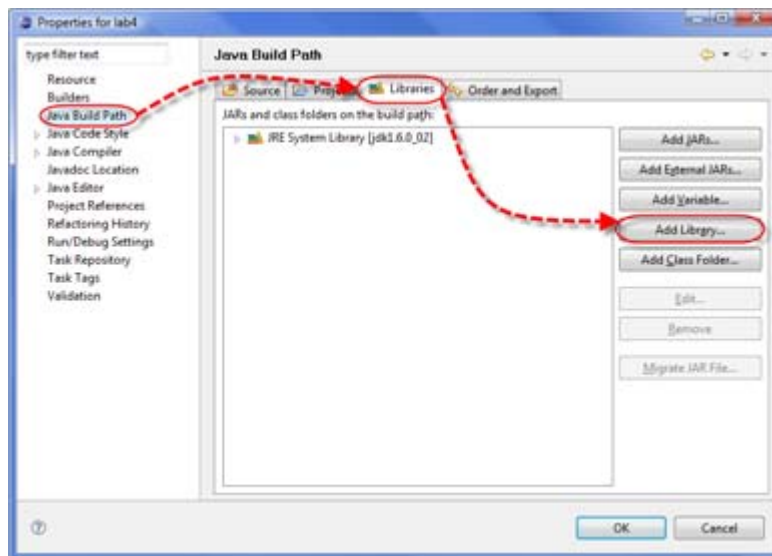 Properties for lab4
type filter text
Resource
Builders
Java Build Path
Java Code Style
Java Compiler
Javadoc Location
Java Editor
Project References
Refactoring History
Run/Debug Settings
Task Repository
Task Tags
Validation
Java Build Path
Source Projects Libraries Order and Export
JARs and class folders on the build path:
JRE System Library [jdk1.6.0_02]
Add JARs...
Add External JARs...
Add Variable...
Add Library...
Add Class Folder...
Edit...
Remove
Migrate JAR File...
OK Cancel